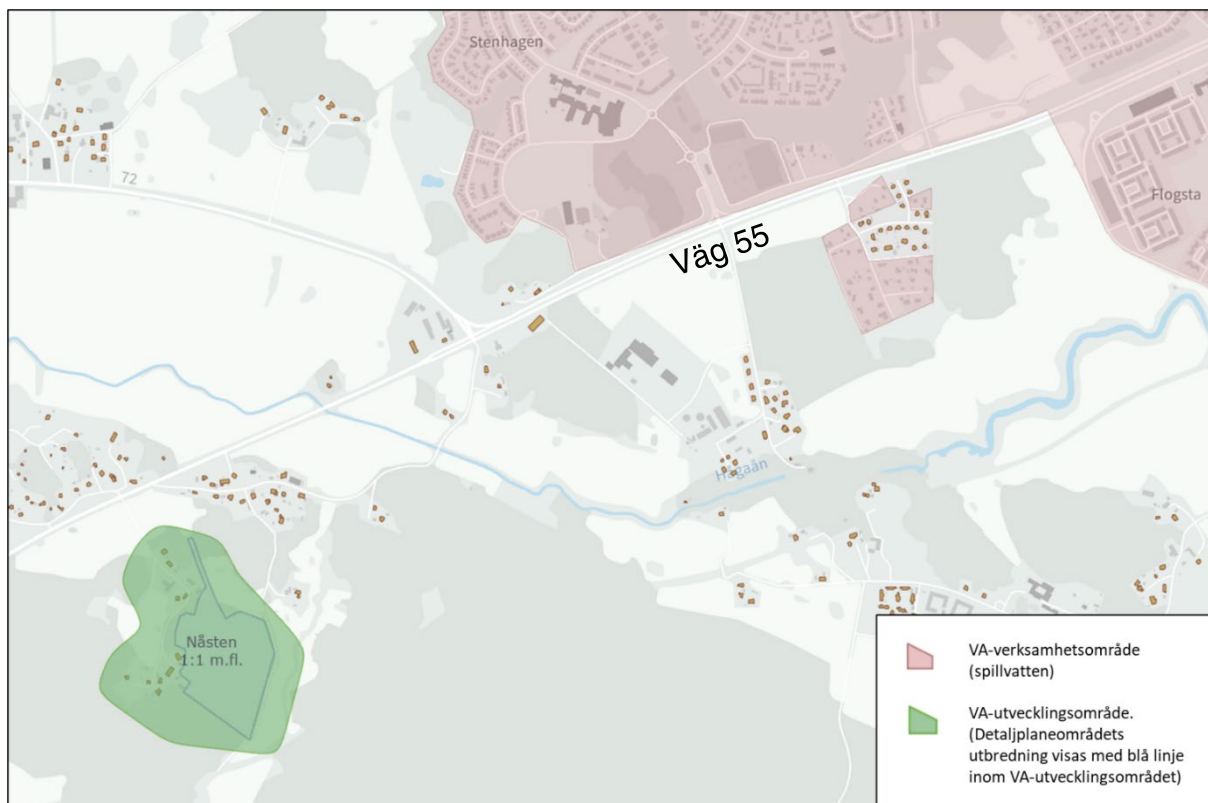 Stenhagen
72
Flogsta
Väg 55
Hågaån
Nåsten
1:1 m.fl.
VA-verksamhetsområde
(spillvatten)
VA-utvecklingsområde.
(Detaljplaneområdets
utbredning visas med blå linje
inom VA-utvecklingsområdet)